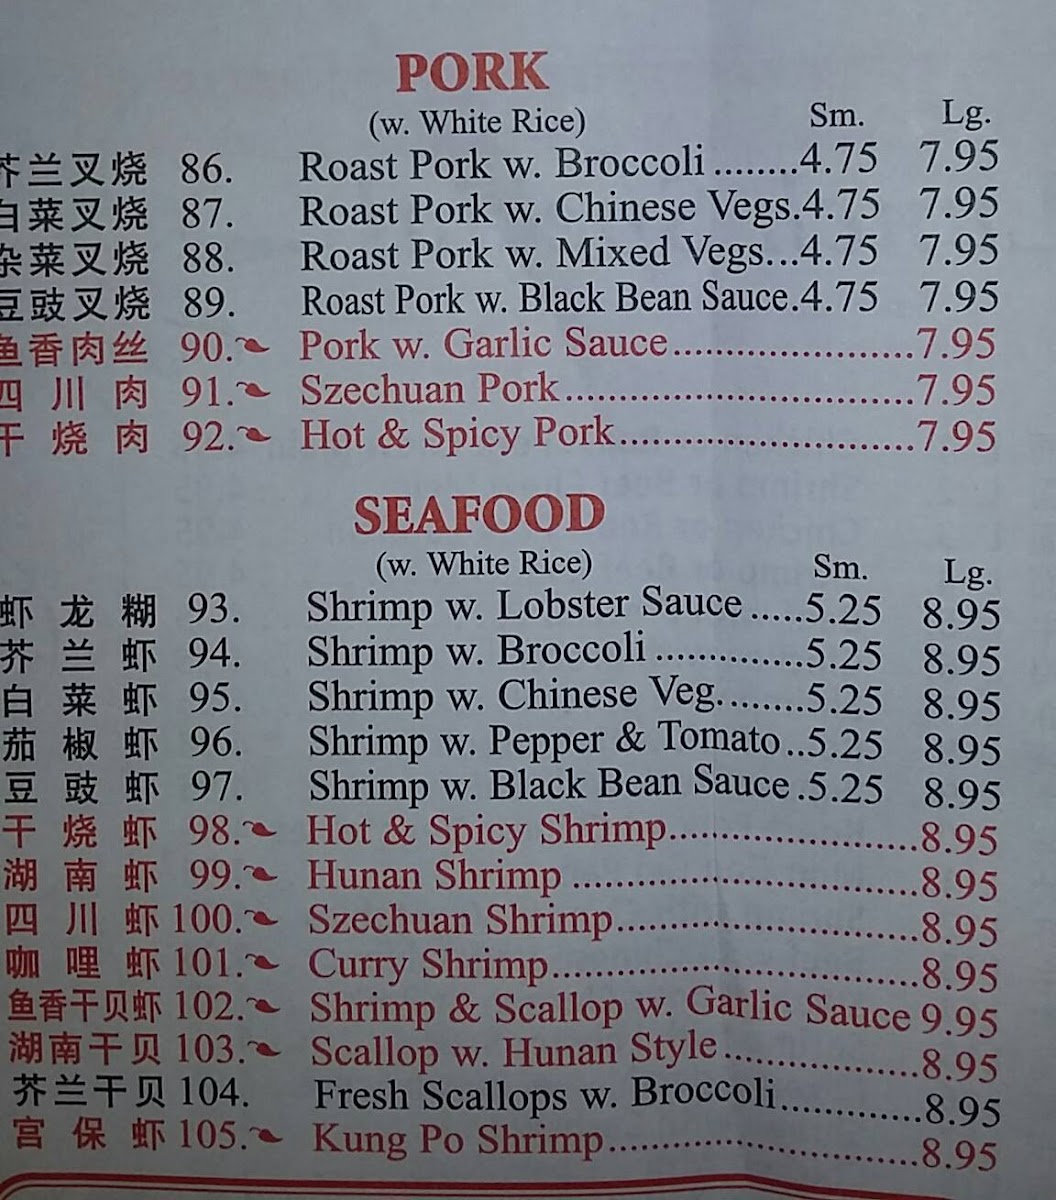 PORK
(w. White Rice) Sm. Lg.
芥兰叉烧 86. Roast Pork w. Broccoli ........4.75 7.95
白菜叉烧 87. Roast Pork w. Chinese Vegs.4.75 7.95
杂菜叉烧 88. Roast Pork w. Mixed Vegs...4.75 7.95
豆豉叉烧 89. Roast Pork w. Black Bean Sauce.4.75 7.95
鱼香肉丝 90. Pork w. Garlic Sauce.......................7.95
四川肉 91. Szechuan Pork.................................7.95
干烧肉 92. Hot & Spicy Pork............................7.95
SEAFOOD
(w. White Rice) Sm. Lg.
虾龙糊 93. Shrimp w. Lobster Sauce .....5.25 8.95
芥兰虾 94. Shrimp w. Broccoli ..............5.25 8.95
白菜虾 95. Shrimp w. Chinese Veg.........5.25 8.95
茄椒虾 96. Shrimp w. Pepper & Tomato..5.25 8.95
豆豉虾 97. Shrimp w. Black Bean Sauce .5.25 8.95
干烧虾 98. Hot & Spicy Shrimp.......................8.95
湖南虾 99. Hunan Shrimp ................................8.95
四川虾 100. Szechuan Shrimp............................8.95
咖哩虾 101. Curry Shrimp..................................8.95
鱼香干贝虾 102. Shrimp & Scallop w. Garlic Sauce 9.95
湖南干贝 103. Scallop w. Hunan Style..................8.95
芥兰干贝 104. Fresh Scallops w. Broccoli.............8.95
宫保虾 105. Kung Po Shrimp............................8.95